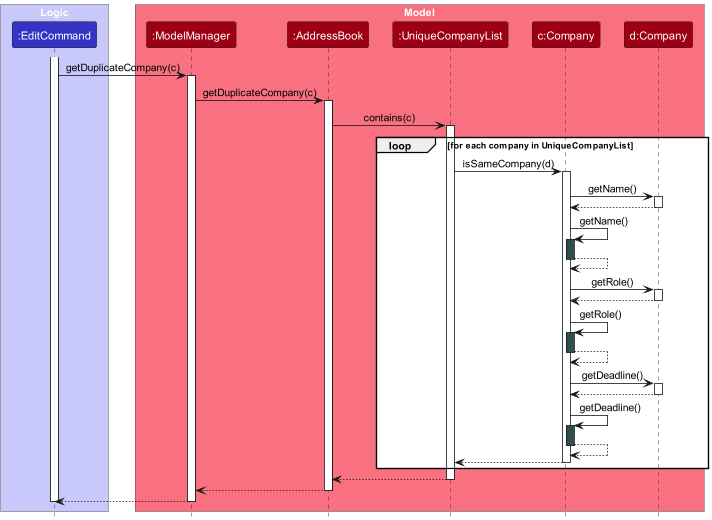 Logic
Model
:EditCommand
:ModelManager
:AddressBook
:UniqueCompanyList
c:Company
d:Company
getDuplicateCompany(c)
getDuplicateCompany(c)
contains(c)
loop
[for each company in UniqueCompanyList]
isSameCompany(d)
getName()
getName()
getRole()
getRole()
getDeadline()
getDeadline()